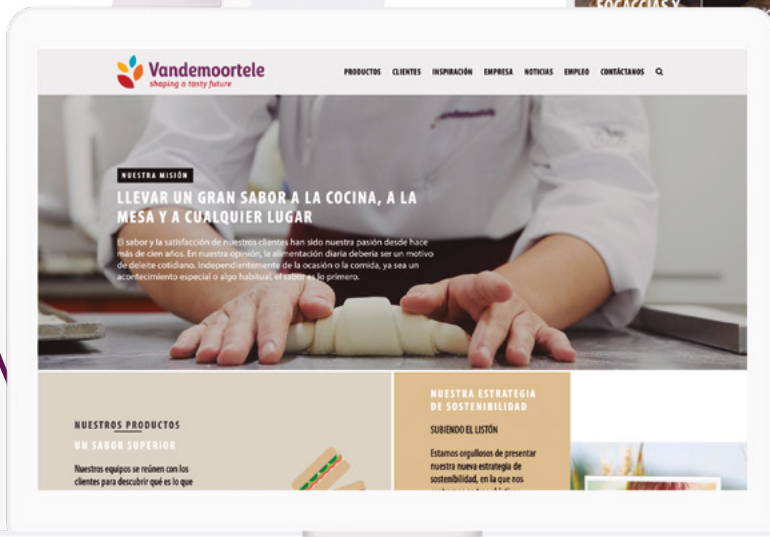 FOCACCIAS Y
Vandemoortele
shaping a tasty future
PRODUCTOS CLIENTES INSPIRACIÓN EMPRESA NOTICIAS EMPLEO CONTÁCTANOS
NUESTRA MISIÓN
LLEVAR UN GRAN SABOR A LA COCINA, A LA
MESA Y A CUALQUIER LUGAR
El sabor y la satisfacción de nuestros clientes han sido nuestra pasión desde hace
más de cien años. En nuestra opinión, la alimentación diaria debería ser un motivo
de deleite cotidiano. Independientemente de la ocasión o la comida, ya sea un
acontecimiento especial o algo habitual, el sabor es lo primero.
NUESTROS PRODUCTOS
UN SABOR SUPERIOR
Nuestros equipos se reúnen con los
clientes para descubrir qué es lo que
NUESTRA ESTRATEGIA
DE SOSTENIBILIDAD
SUBIENDO EL LISTÓN
Estamos orgullosos de presentar
nuestra nueva estrategia de
sostenibilidad, en la que nos